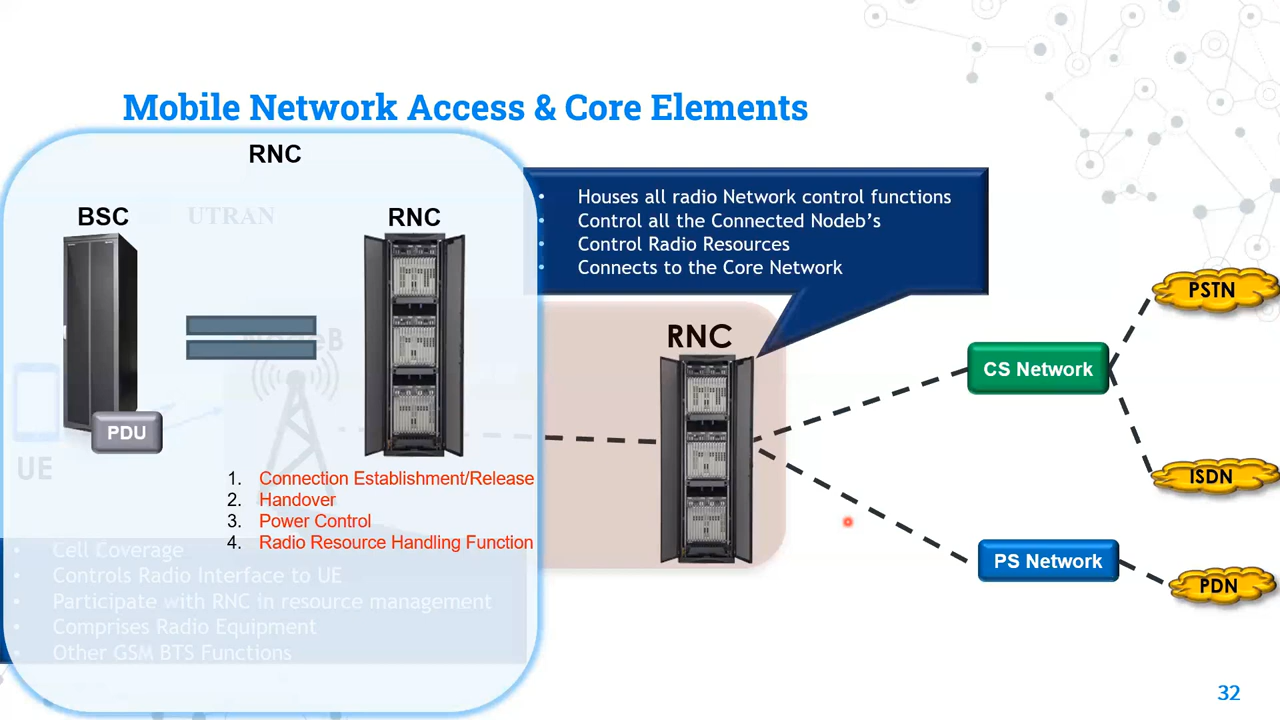 Mobile Network Access & Core Elements
RNC
BSC
UTRAN
RNC
PDU
NodeB
UE
1. Connection Establishment/Release
2. Handover
3. Power Control
4. Radio Resource Handling Function
• Cell Coverage
• Controls Radio Interface to UE
• Participate with RNC in resource management
• Comprises Radio Equipment
• Other GSM BTS Functions
• Houses all radio Network control functions
• Control all the Connected Nodeb's
• Control Radio Resources
• Connects to the Core Network
RNC
CS Network
PS Network
PSTN
ISDN
PDN
32